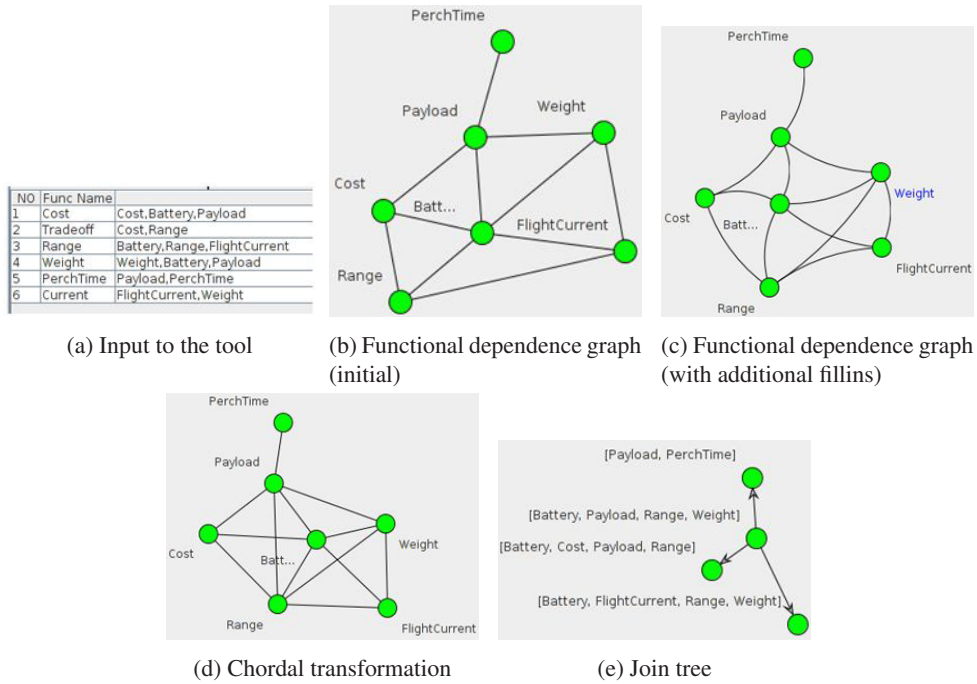 PerchTime
Payload
Weight
Cost
Batt...
FlightCurrent
Range
PerchTime
Payload
Weight
Cost
Batt...
FlightCurrent
Range
NO Func Name
1 Cost Cost,Battery,Payload
2 Tradeoff Cost,Range
3 Range Battery,Range,FlightCurrent
4 Weight Weight,Battery,Payload
5 PerchTime Payload,PerchTime
6 Current FlightCurrent,Weight
(a) Input to the tool
(b) Functional dependence graph
(initial)
(c) Functional dependence graph
(with additional fillins)
PerchTime
Payload
Weight
Cost
Batt...
Range
FlightCurrent
[Payload, PerchTime]
[Battery, Payload, Range, Weight]
[Battery, Cost, Payload, Range]
[Battery, FlightCurrent, Range, Weight]
(d) Chordal transformation
(e) Join tree